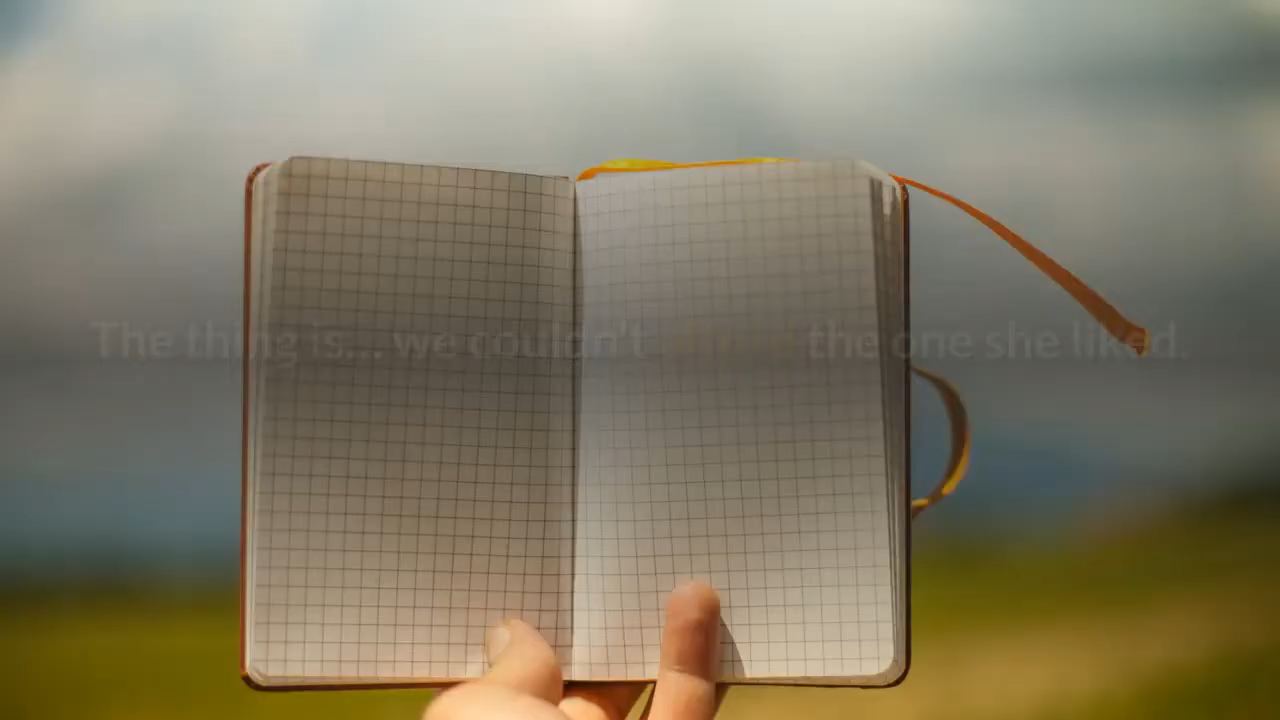 The thing is... we couldn't the one she liked.